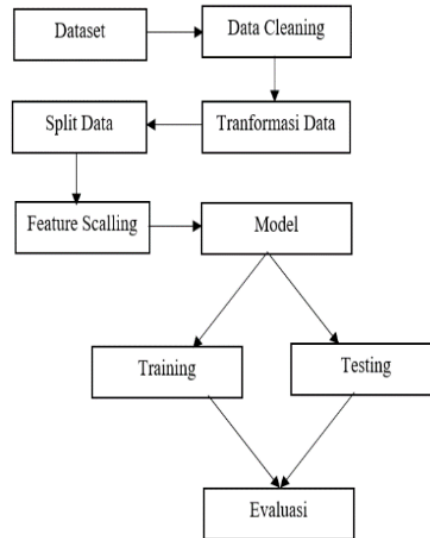 Dataset
Data Cleaning
Split Data
Tranformasi Data
Feature Scalling
Model
Training
Testing
Evaluasi